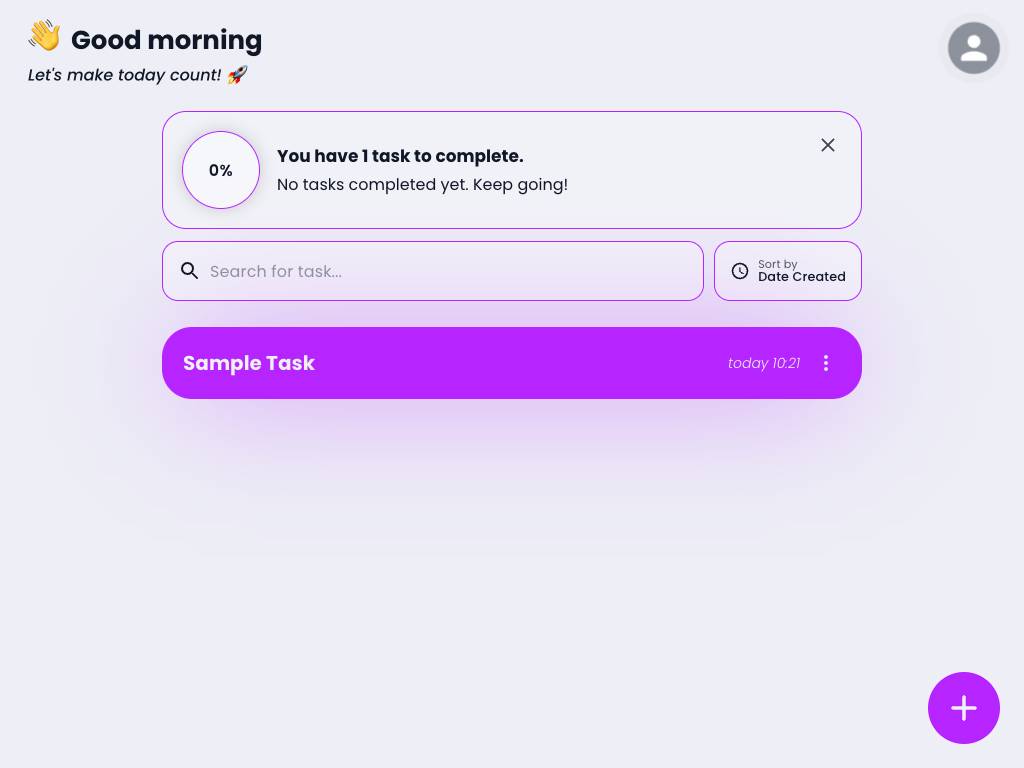 👋 Good morning
Let's make today count! 🚀
0%
You have 1 task to complete.
No tasks completed yet. Keep going!
Search for task...
Sort by
Date Created
Sample Task
today 10:21